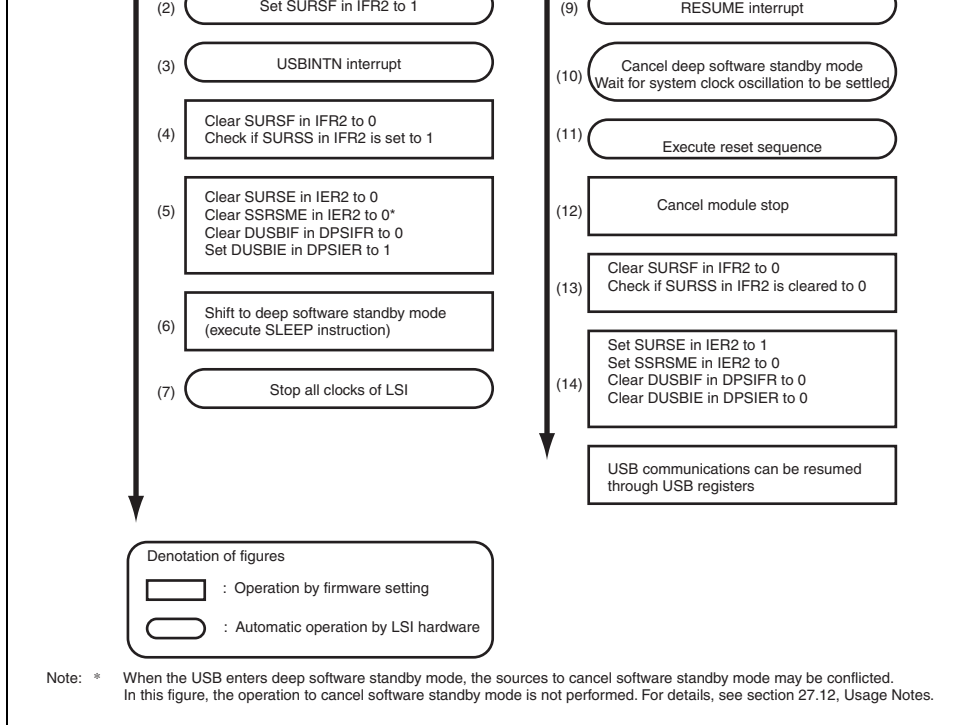 (2) Set SURSF in IFR2 to 1
(3) USBINTN interrupt
(4) Clear SURSF in IFR2 to 0
Check if SURSS in IFR2 is set to 1
(5) Clear SURSE in IER2 to 0
Clear SSRSME in IER2 to 0*
Clear DUSBIF in DPSIFR to 0
Set DUSBIE in DPSIER to 1
(6) Shift to deep software standby mode
(execute SLEEP instruction)
(7) Stop all clocks of LSI
(9) RESUME interrupt
(10) Cancel deep software standby mode
Wait for system clock oscillation to be settled
(11) Execute reset sequence
(12) Cancel module stop
(13) Clear SURSF in IFR2 to 0
Check if SURSS in IFR2 is cleared to 0
(14) Set SURSE in IER2 to 1
Set SSRSME in IER2 to 0
Clear DUSBIF in DPSIFR to 0
Clear DUSBIE in DPSIER to 0
USB communications can be resumed
through USB registers
Denotation of figures
: Operation by firmware setting
: Automatic operation by LSI hardware
Note: * When the USB enters deep software standby mode, the sources to cancel software standby mode may be conflicted.
In this figure, the operation to cancel software standby mode is not performed. For details, see section 27.12, Usage Notes.